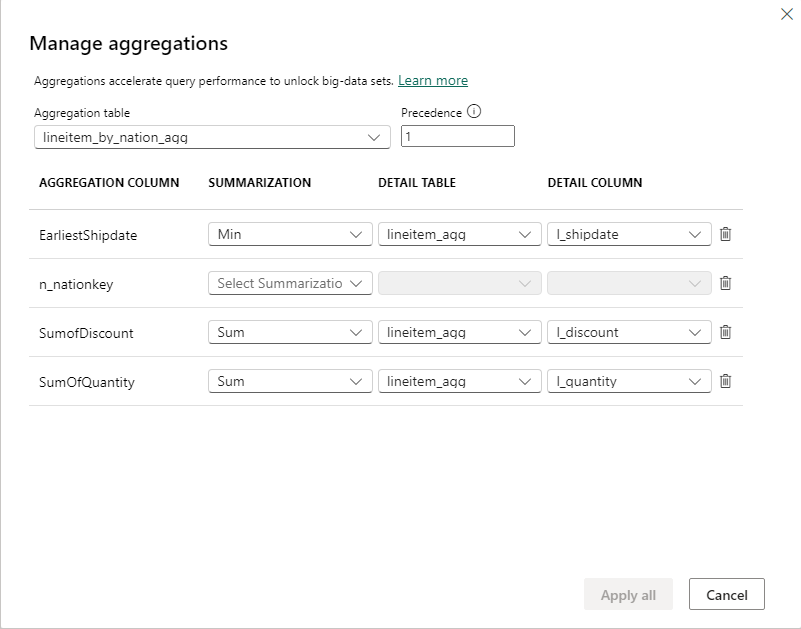 Manage aggregations
Aggregations accelerate query performance to unlock big-data sets. Learn more
Aggregation table Precedence
lineitem_by_nation_agg 1
AGGREGATION COLUMN SUMMARIZATION DETAIL TABLE DETAIL COLUMN
EarliestShipdate Min lineitem_agg l_shipdate
n_nationkey Select Summarizatio
SumofDiscount Sum lineitem_agg l_discount
SumOfQuantity Sum lineitem_agg l_quantity
Apply all Cancel